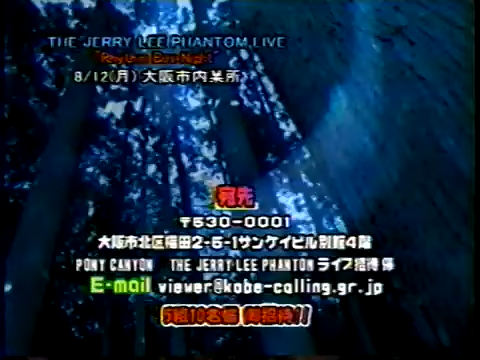 THE JERRY LEE PHANTOM LIVE
8/12(月) 大阪市内某所
宛先
〒530-0001
大阪市北区梅田2-5-1サンケイビル別館4階
PONY CANYON THE JERRY LEE PHANTOM ライブ招待 係
E-mail viewer@kobe-calling.gr.jp
5組10名様 御招待!!